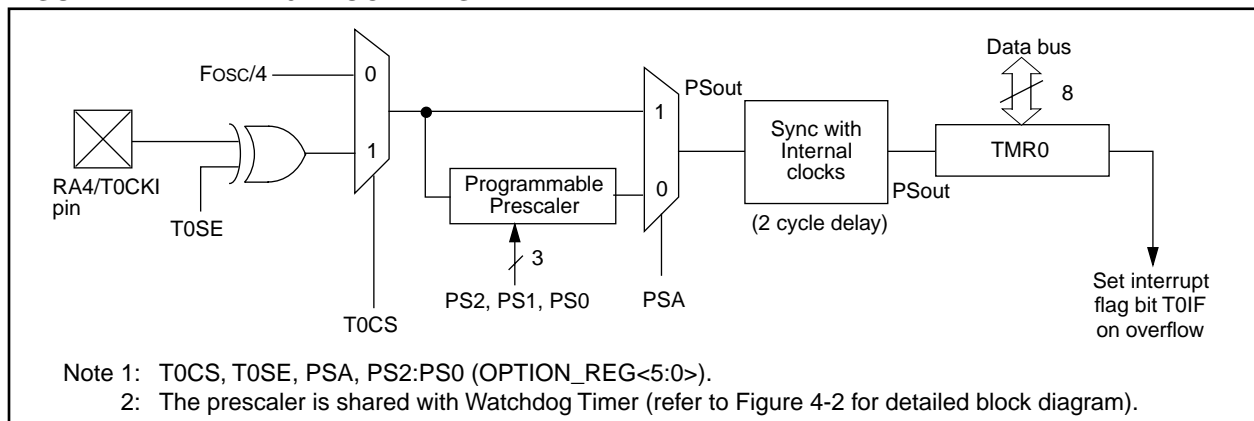 Data bus
8
FOSC/4
0
1
PSout
1
0
RA4/T0CKI
pin
T0SE
Programmable
Prescaler
3
PS2, PS1, PS0
T0CS
PSA
Sync with
Internal
clocks
(2 cycle delay)
PSout
TMR0
Set interrupt
flag bit T0IF
on overflow
Note 1: T0CS, T0SE, PSA, PS2:PS0 (OPTION_REG<5:0>).
2: The prescaler is shared with Watchdog Timer (refer to Figure 4-2 for detailed block diagram).